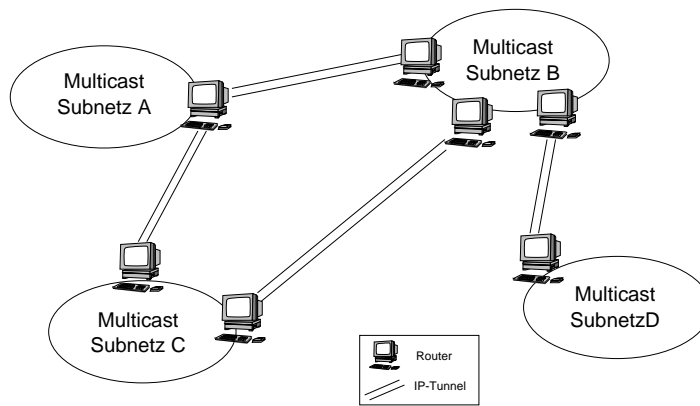 Multicast
Subnetz A
Multicast
Subnetz B
Multicast
Subnetz C
Multicast
SubnetzD
Router
IP-Tunnel